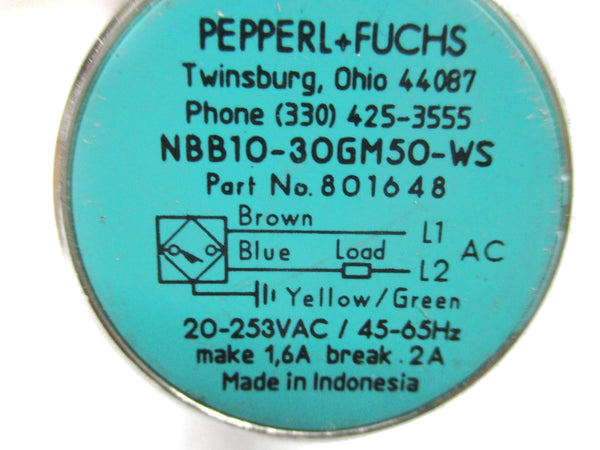 PEPPERL+FUCHS
Twinsburg, Ohio 44087
Phone (330) 425-3555
NBB10-30GM50-WS
Part No. 801648
Brown L1
AC
Blue Load L2
Yellow/Green
20-253VAC / 45-65Hz
make 1,6A break .2A
Made in Indonesia